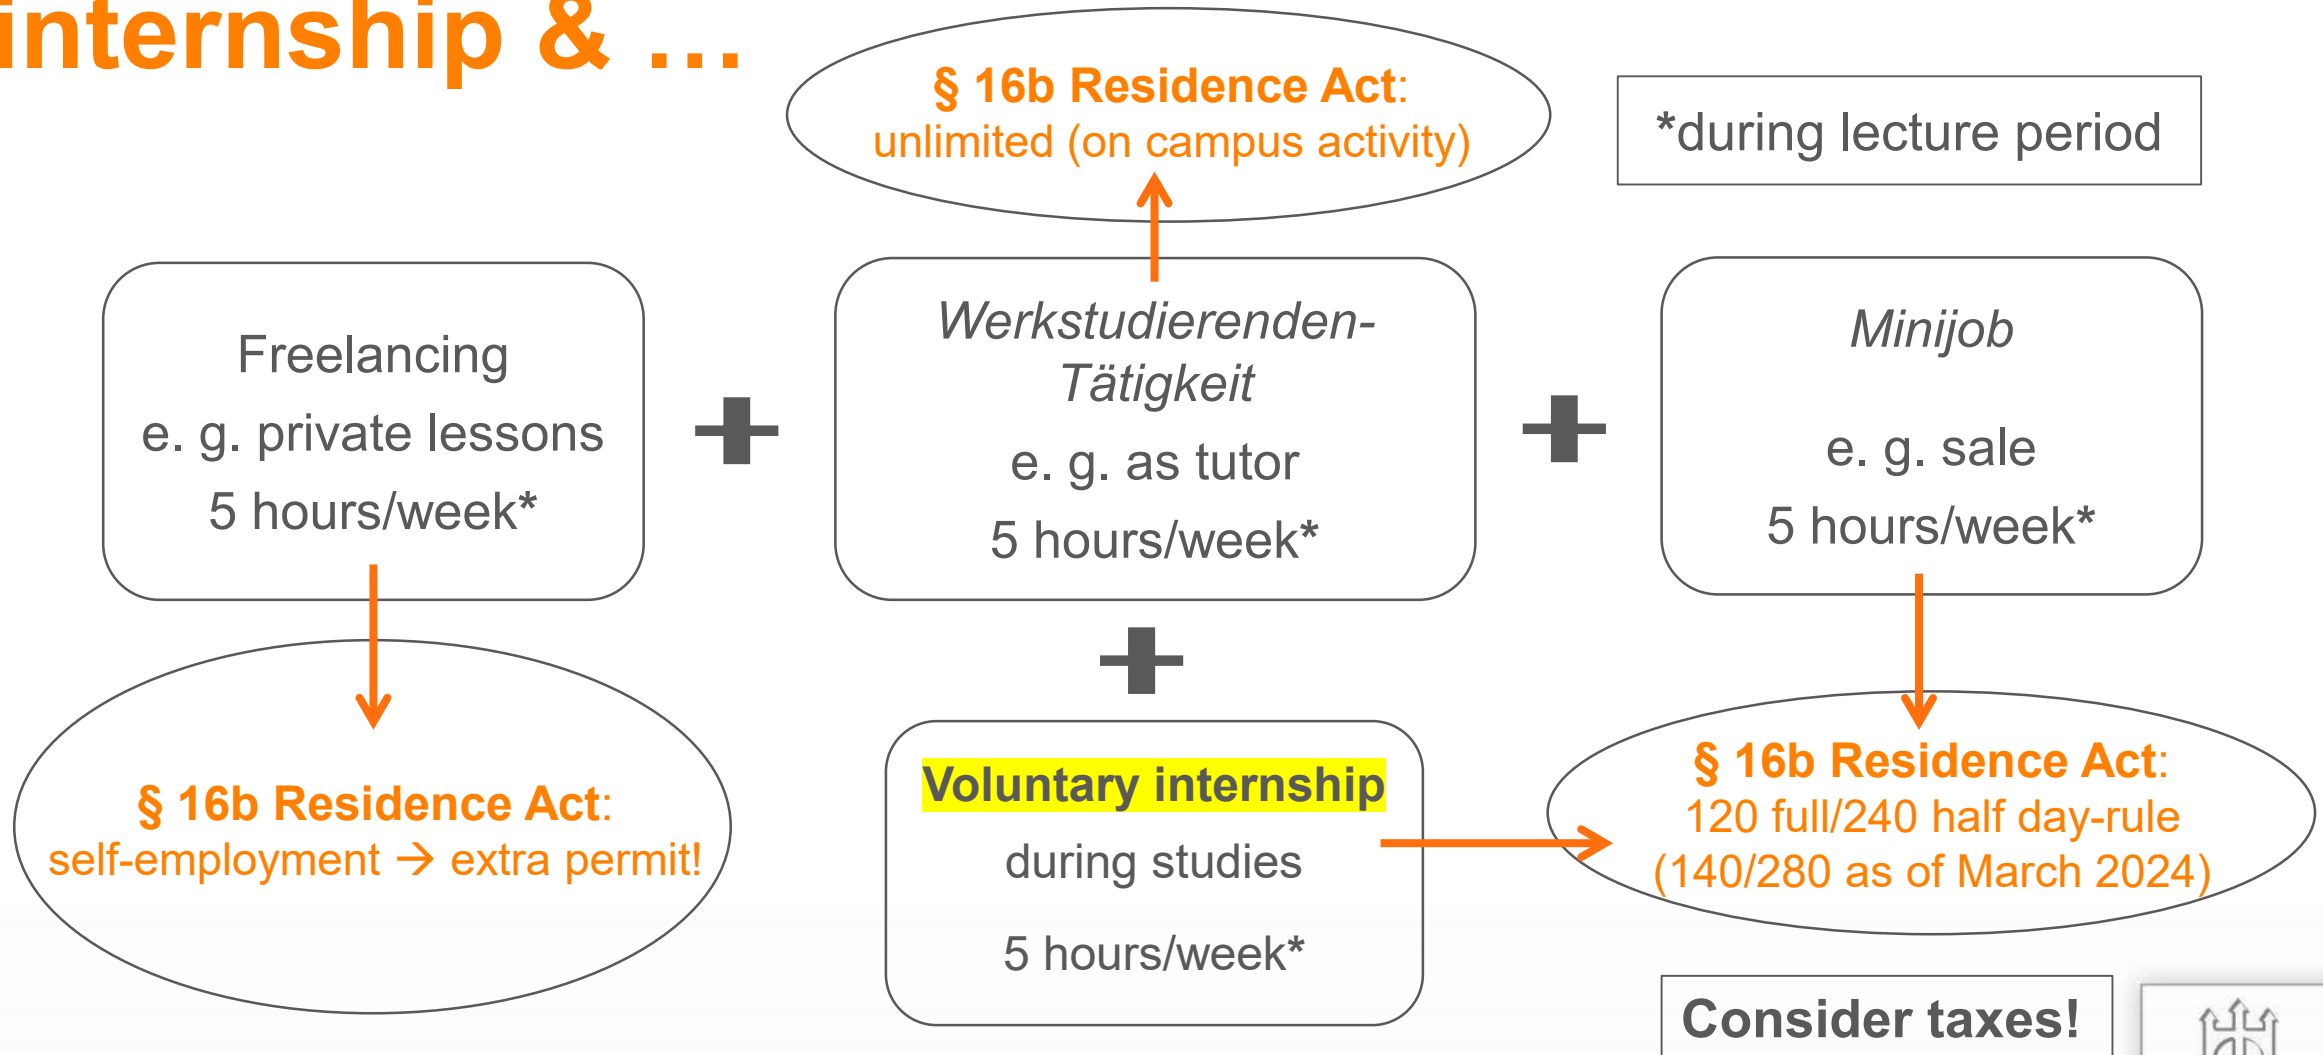 internship & …
§ 16b Residence Act:
unlimited (on campus activity)
*during lecture period
Freelancing
e. g. private lessons
5 hours/week*
Werkstudierenden-
Tätigkeit
e. g. as tutor
5 hours/week*
Minijob
e. g. sale
5 hours/week*
§ 16b Residence Act:
self-employment → extra permit!
Voluntary internship
during studies
5 hours/week*
§ 16b Residence Act:
120 full/240 half day-rule
(140/280 as of March 2024)
Consider taxes!